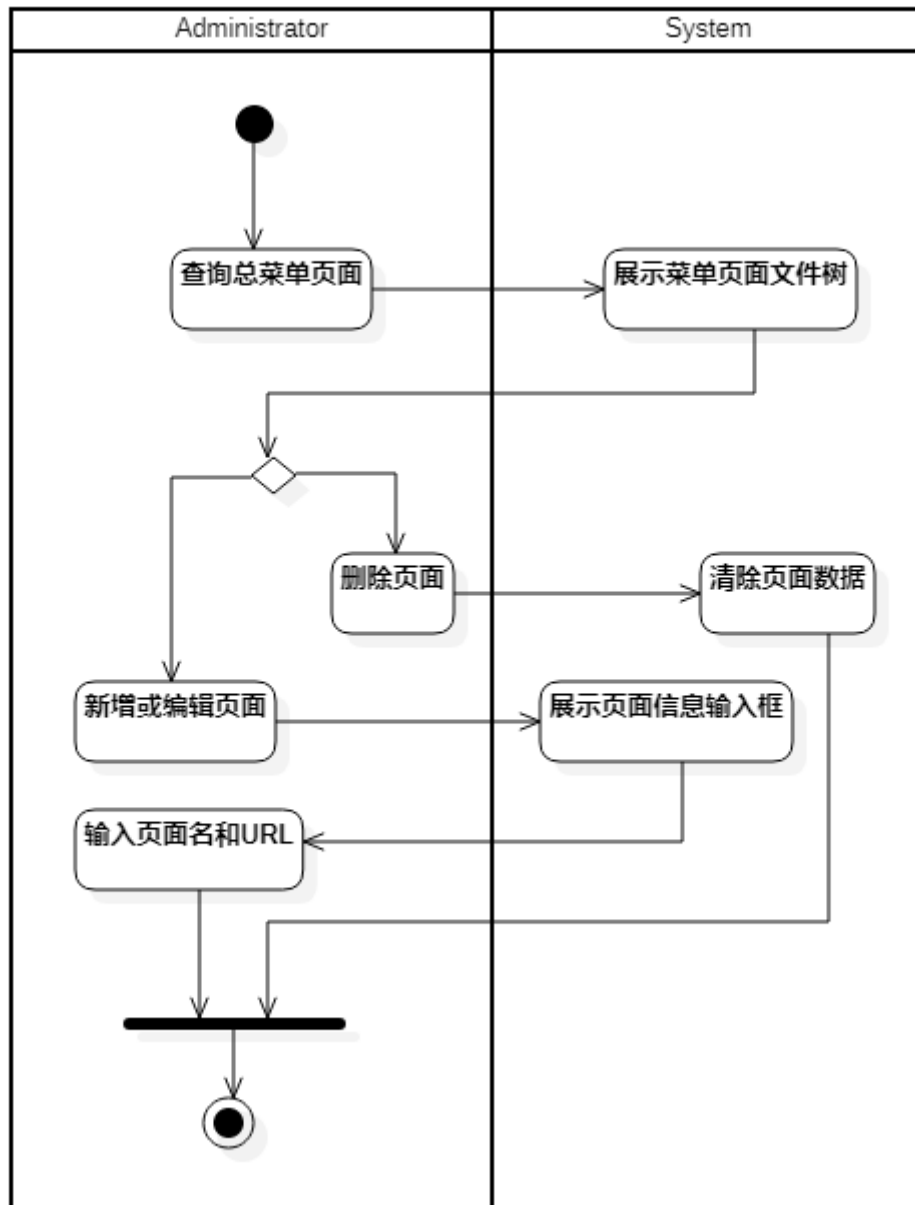 Administrator
System
查询总菜单页面
展示菜单页面文件树
删除页面
清除页面数据
新增或编辑页面
展示页面信息输入框
输入页面名和URL